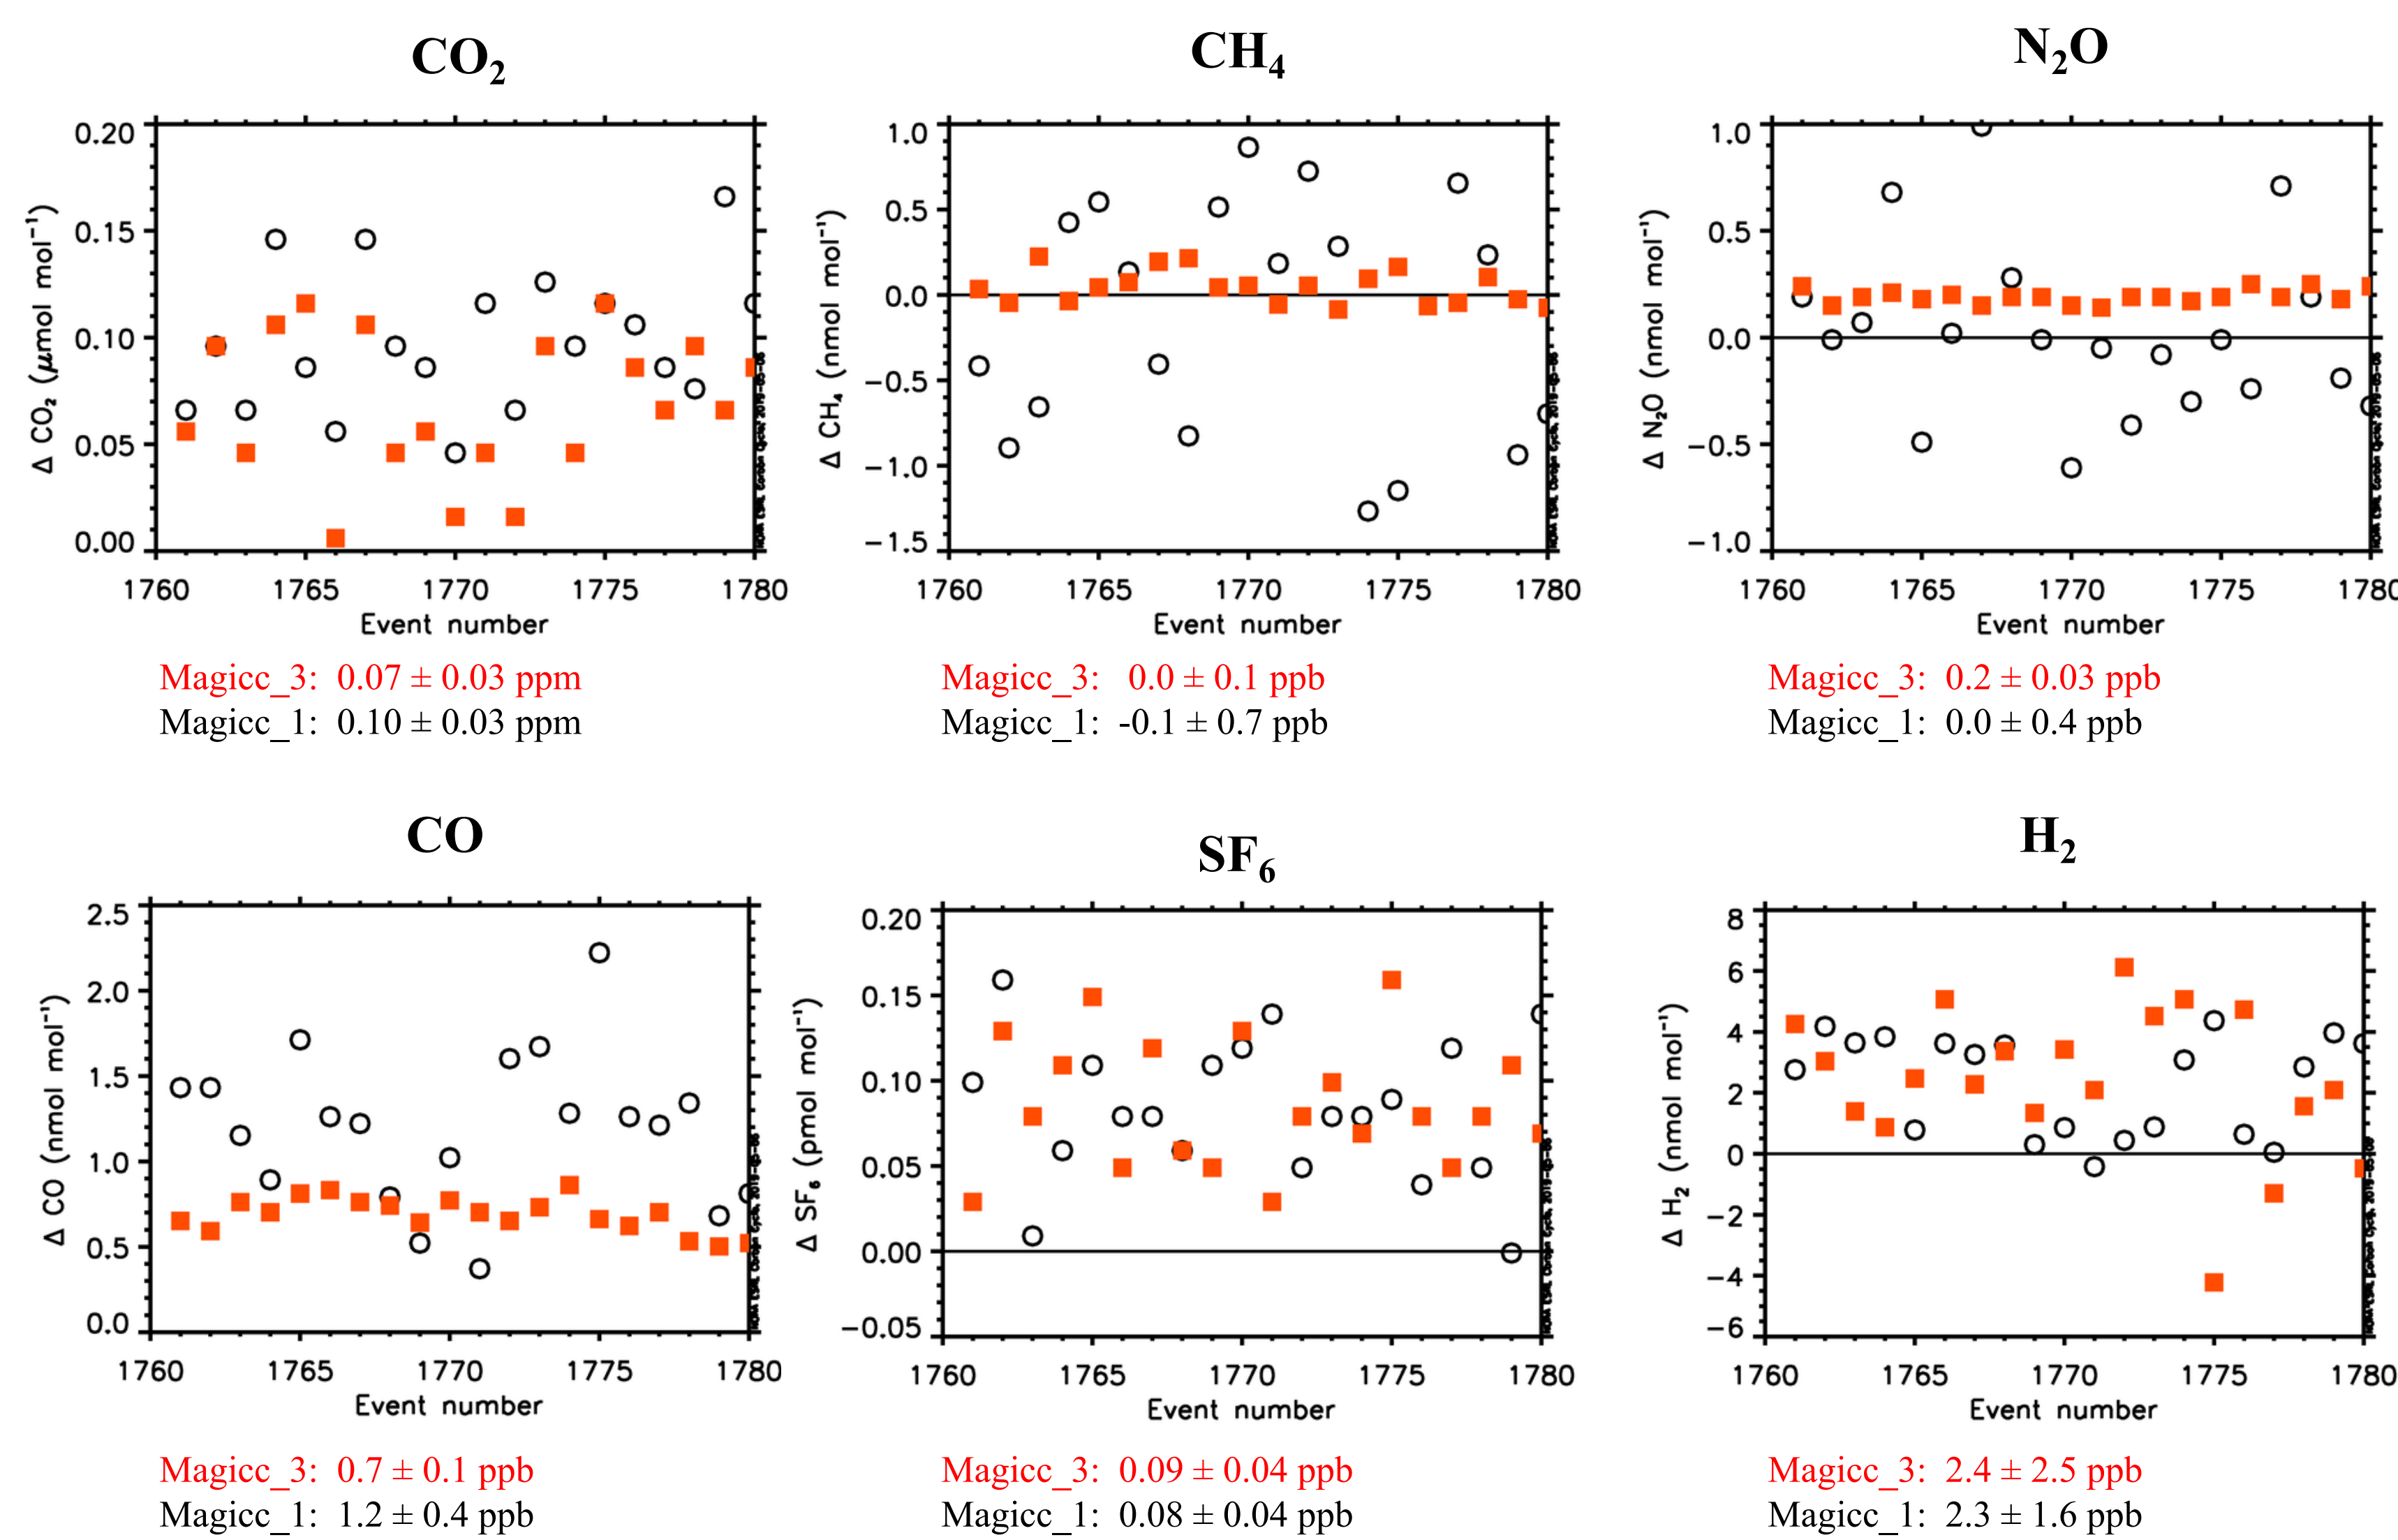 CO₂
CH₄
N₂O
0.20
0.15
0.10
0.05
0.00
Δ CO₂ (μmol mol⁻¹)
1760 1765 1770 1775 1780
Event number
1.0
0.5
0.0
−0.5
−1.0
−1.5
Δ CH₄ (nmol mol⁻¹)
1760 1765 1770 1775 1780
Event number
1.0
0.5
0.0
−0.5
−1.0
Δ N₂O (nmol mol⁻¹)
1760 1765 1770 1775 1780
Event number
Magicc_3: 0.07 ± 0.03 ppm
Magicc_1: 0.10 ± 0.03 ppm
Magicc_3: 0.0 ± 0.1 ppb
Magicc_1: -0.1 ± 0.7 ppb
Magicc_3: 0.2 ± 0.03 ppb
Magicc_1: 0.0 ± 0.4 ppb
CO
SF₆
H₂
2.5
2.0
1.5
1.0
0.5
0.0
Δ CO (nmol mol⁻¹)
1760 1765 1770 1775 1780
Event number
0.20
0.15
0.10
0.05
0.00
−0.05
Δ SF₆ (pmol mol⁻¹)
1760 1765 1770 1775 1780
Event number
8
6
4
2
0
−2
−4
−6
Δ H₂ (nmol mol⁻¹)
1760 1765 1770 1775 1780
Event number
Magicc_3: 0.7 ± 0.1 ppb
Magicc_1: 1.2 ± 0.4 ppb
Magicc_3: 0.09 ± 0.04 ppb
Magicc_1: 0.08 ± 0.04 ppb
Magicc_3: 2.4 ± 2.5 ppb
Magicc_1: 2.3 ± 1.6 ppb